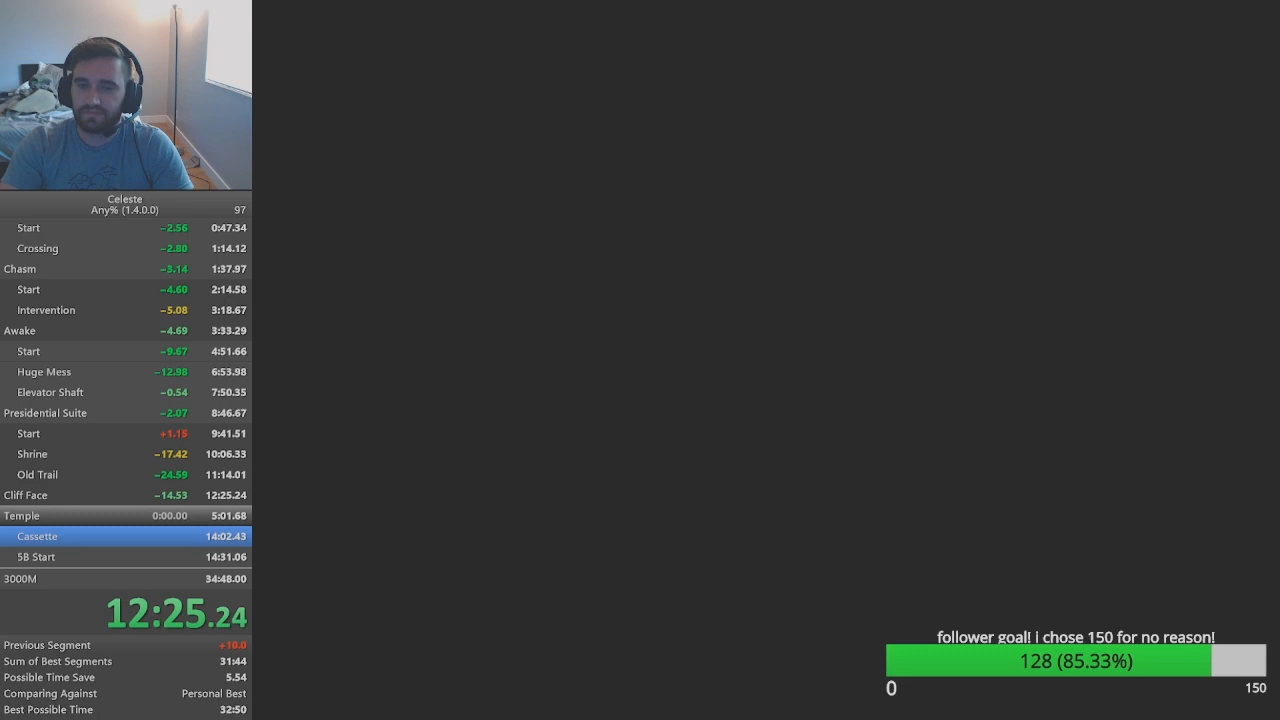 Celeste
Any% (1.4.0.0) 97
Start −2.56 0:47.34
Crossing −2.80 1:14.12
Chasm −3.14 1:37.97
Start −4.60 2:14.58
Intervention −5.08 3:18.67
Awake −4.69 3:33.29
Start −9.67 4:51.66
Huge Mess −12.98 6:53.98
Elevator Shaft −0.54 7:50.35
Presidential Suite −2.07 8:46.67
Start +1.15 9:41.51
Shrine −17.42 10:06.33
Old Trail −24.59 11:14.01
Cliff Face −14.53 12:25.24
Temple 0:00.00 5:01.68
Cassette 14:02.43
5B Start 14:31.06
3000M 34:48.00
12:25.24
Previous Segment +10.0
Sum of Best Segments 31:44
Possible Time Save 5.54
Comparing Against Personal Best
Best Possible Time 32:50
follower goal! i chose 150 for no reason!
128 (85.33%)
0 150